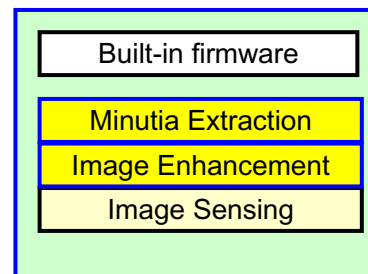 Built-in firmware
Minutia Extraction
Image Enhancement
Image Sensing